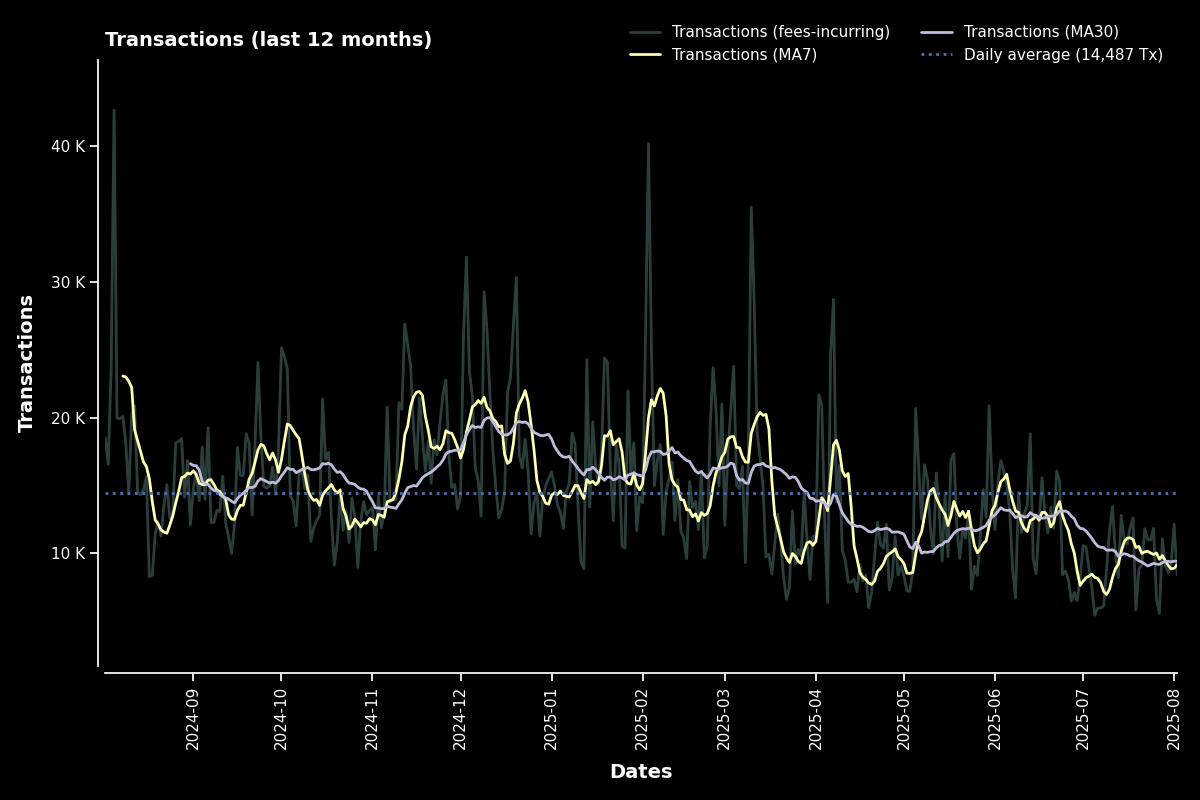 Transactions (last 12 months)
Transactions (fees-incurring)
Transactions (MA7)
Transactions (MA30)
Daily average (14,487 Tx)
Transactions
40 K
30 K
20 K
10 K
2024-09
2024-10
2024-11
2024-12
2025-01
2025-02
2025-03
2025-04
2025-05
2025-06
2025-07
2025-08
Dates